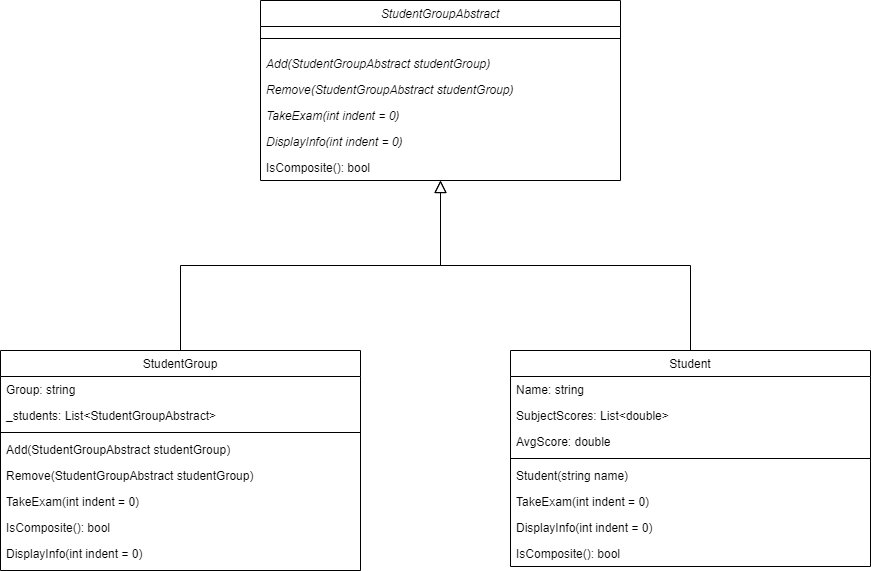 StudentGroupAbstract
Add(StudentGroupAbstract studentGroup)
Remove(StudentGroupAbstract studentGroup)
TakeExam(int indent = 0)
DisplayInfo(int indent = 0)
IsComposite(): bool
StudentGroup
Group: string
_students: List<StudentGroupAbstract>
Add(StudentGroupAbstract studentGroup)
Remove(StudentGroupAbstract studentGroup)
TakeExam(int indent = 0)
IsComposite(): bool
DisplayInfo(int indent = 0)
Student
Name: string
SubjectScores: List<double>
AvgScore: double
Student(string name)
TakeExam(int indent = 0)
DisplayInfo(int indent = 0)
IsComposite(): bool